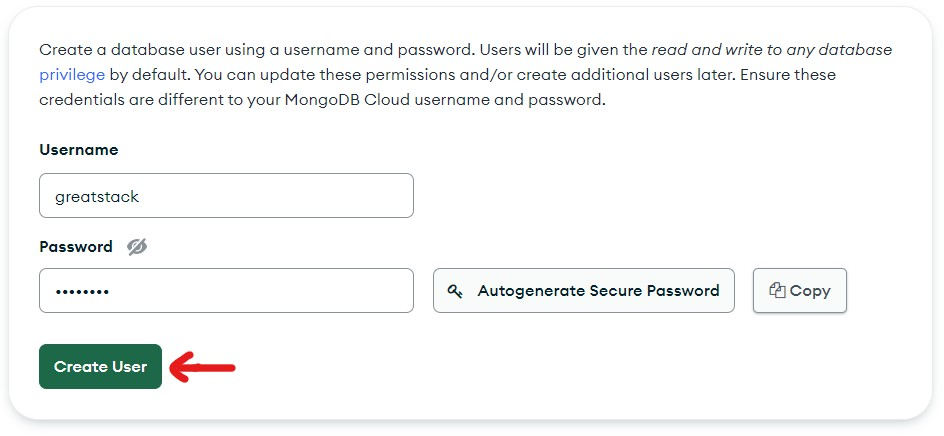 Create a database user using a username and password. Users will be given the read and write to any database
privilege by default. You can update these permissions and/or create additional users later. Ensure these
credentials are different to your MongoDB Cloud username and password.
Username
greatstack
Password
••••••••
Autogenerate Secure Password
Copy
Create User